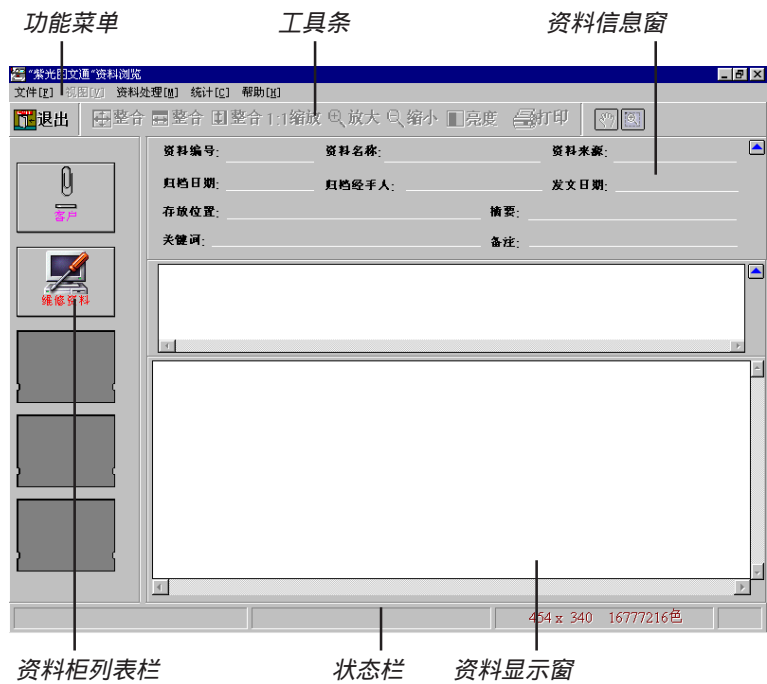 功能菜单 工具条 资料信息窗
“紫光图文通”资料浏览
文件[F] 视图[V] 资料处理[M] 统计[C] 帮助[H]
退出 整合 整合 整合 1:1缩放 放大 缩小 亮度 打印
资料编号: 资料名称: 资料来源:
归档日期: 归档经手人: 发文日期:
存放位置: 摘要:
关键词: 备注:
客户
维修资料
454 x 340 16777216色
资料柜列表栏 状态栏 资料显示窗